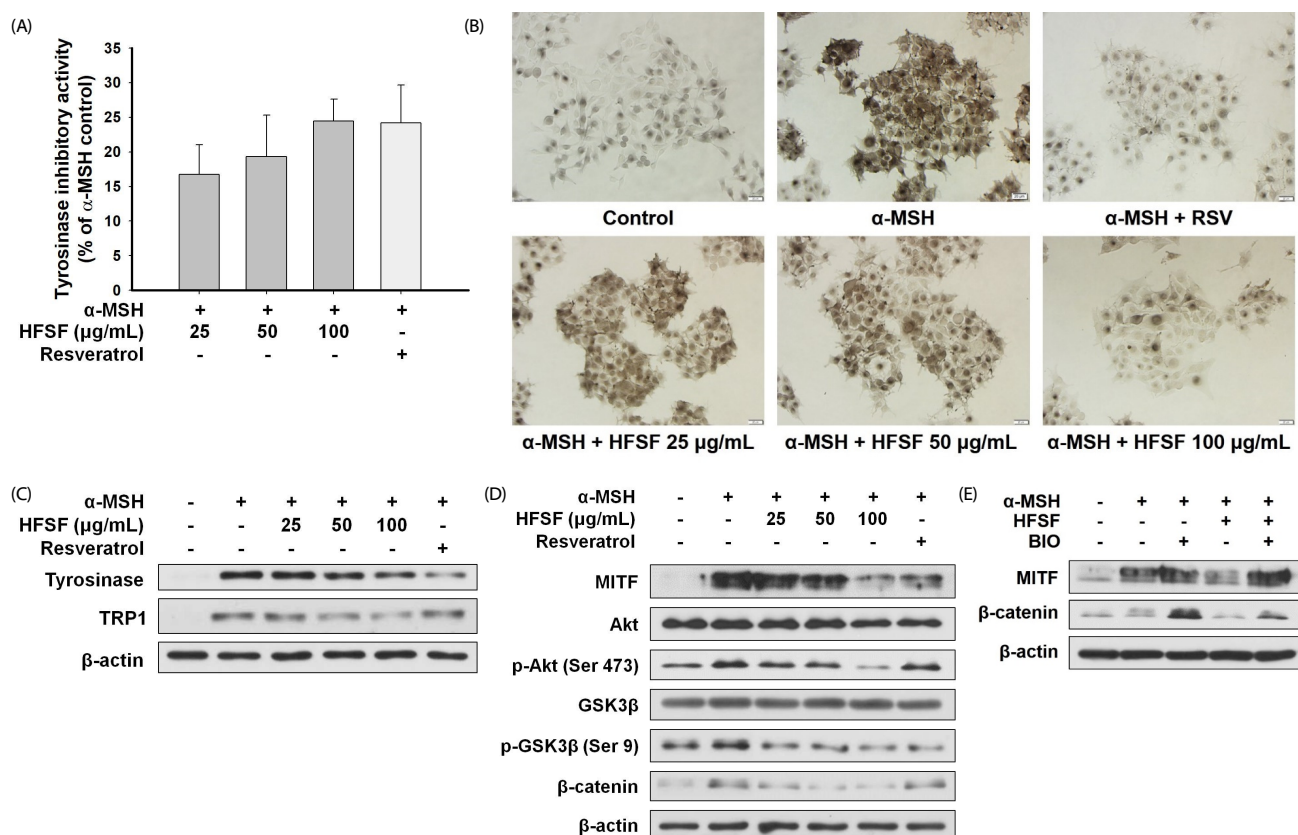 (A)
Tyrosinase inhibitory activity
(% of α-MSH control)
35
30
25
20
15
10
5
0
α-MSH + + + +
HFSF (µg/mL) 25 50 100 -
Resveratrol - - - +
(B)
Control
α-MSH
α-MSH + RSV
α-MSH + HFSF 25 µg/mL
α-MSH + HFSF 50 µg/mL
α-MSH + HFSF 100 µg/mL
(C)
α-MSH - + + + + +
HFSF (µg/mL) - - 25 50 100 -
Resveratrol - - - - - +
Tyrosinase
TRP1
β-actin
(D)
α-MSH - + + + + +
HFSF (µg/mL) - - 25 50 100 -
Resveratrol - - - - - +
MITF
Akt
p-Akt (Ser 473)
GSK3β
p-GSK3β (Ser 9)
β-catenin
β-actin
(E)
α-MSH - + + + +
HFSF - - - + +
BIO - - + - +
MITF
β-catenin
β-actin